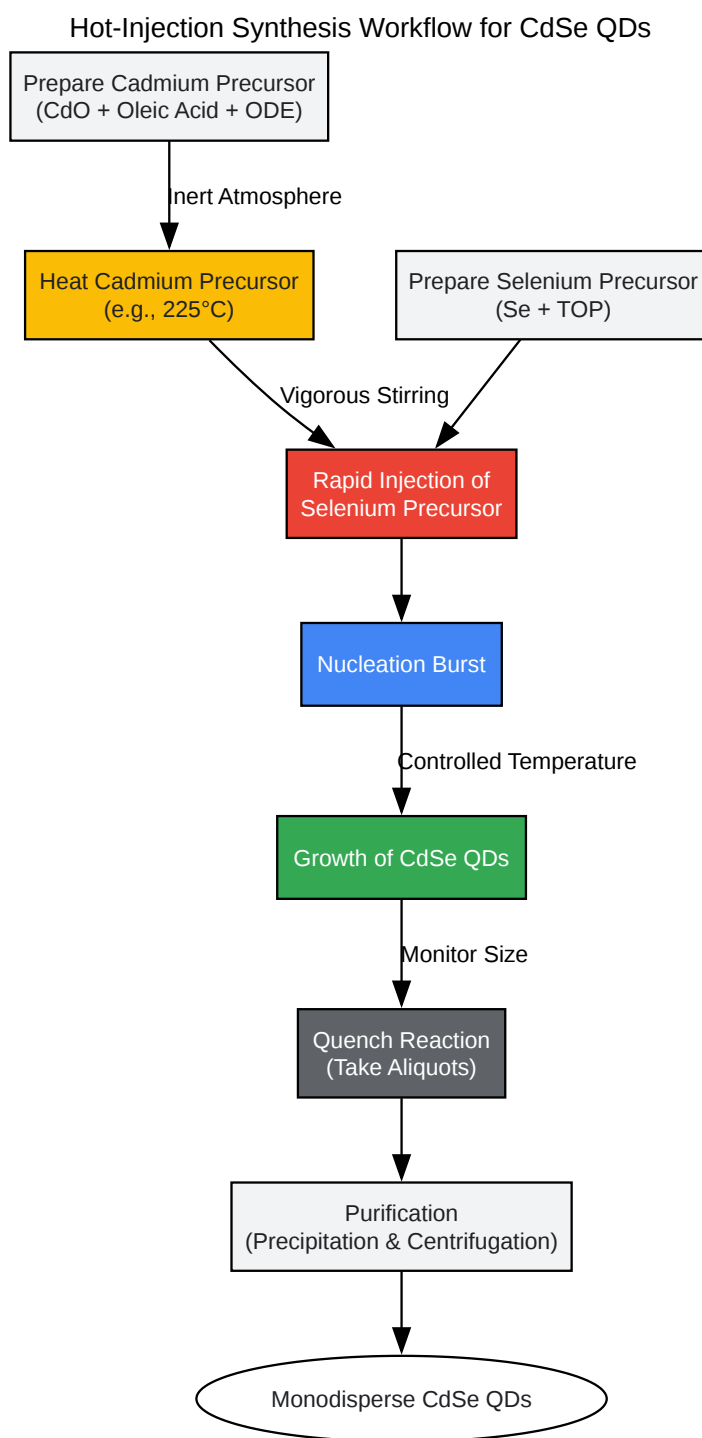 Hot-Injection Synthesis Workflow for CdSe QDs
Prepare Cadmium Precursor
(CdO + Oleic Acid + ODE)
Inert Atmosphere
Heat Cadmium Precursor
(e.g., 225°C)
Prepare Selenium Precursor
(Se + TOP)
Vigorous Stirring
Rapid Injection of
Selenium Precursor
Nucleation Burst
Controlled Temperature
Growth of CdSe QDs
Monitor Size
Quench Reaction
(Take Aliquots)
Purification
(Precipitation & Centrifugation)
Monodisperse CdSe QDs